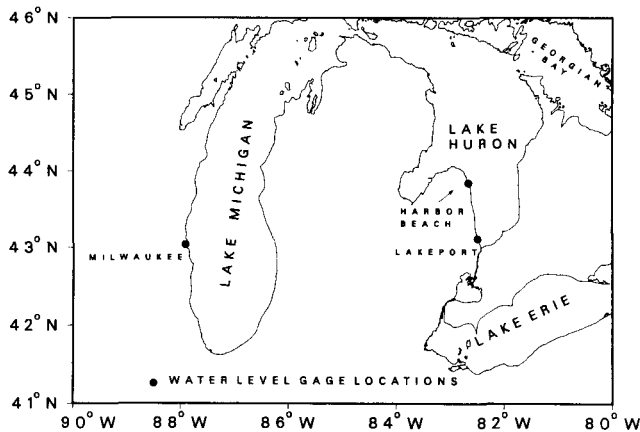 46° N
45° N
44° N
43° N
42° N
41° N
GEORGIAN
BAY
LAKE
HURON
LAKE MICHIGAN
HARBOR
BEACH
MILWAUKEE
LAKEPORT
LAKE ERIE
WATER LEVEL GAGE LOCATIONS
90° W
88° W
86° W
84° W
82° W
80° W